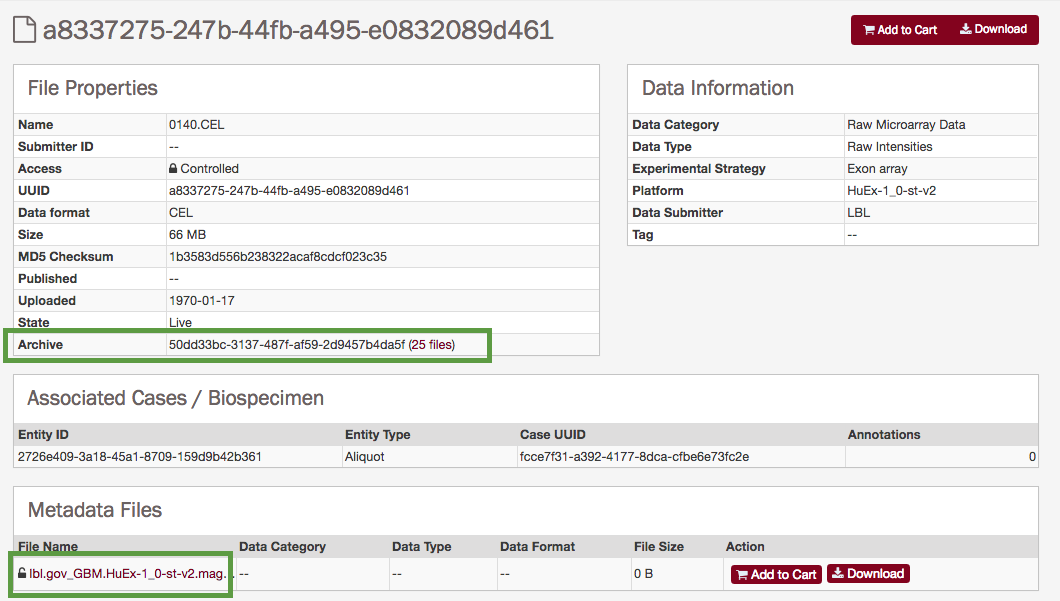 a8337275-247b-44fb-a495-e0832089d461
Add to Cart Download
File Properties
Name 0140.CEL
Submitter ID --
Access Controlled
UUID a8337275-247b-44fb-a495-e0832089d461
Data format CEL
Size 66 MB
MD5 Checksum 1b3583d556b238322acaf8cdcf023c35
Published --
Uploaded 1970-01-17
State Live
Archive 50dd33bc-3137-487f-af59-2d9457b4da5f (25 files)
Data Information
Data Category Raw Microarray Data
Data Type Raw Intensities
Experimental Strategy Exon array
Platform HuEx-1_0-st-v2
Data Submitter LBL
Tag --
Associated Cases / Biospecimen
Entity ID Entity Type Case UUID Annotations
2726e409-3a18-45a1-8709-159d9b42b361 Aliquot fcce7f31-a392-4177-8dca-cfbe6e73fc2e 0
Metadata Files
File Name Data Category Data Type Data Format File Size Action
lbl.gov_GBM.HuEx-1_0-st-v2.mag... -- -- -- 0 B Add to Cart Download